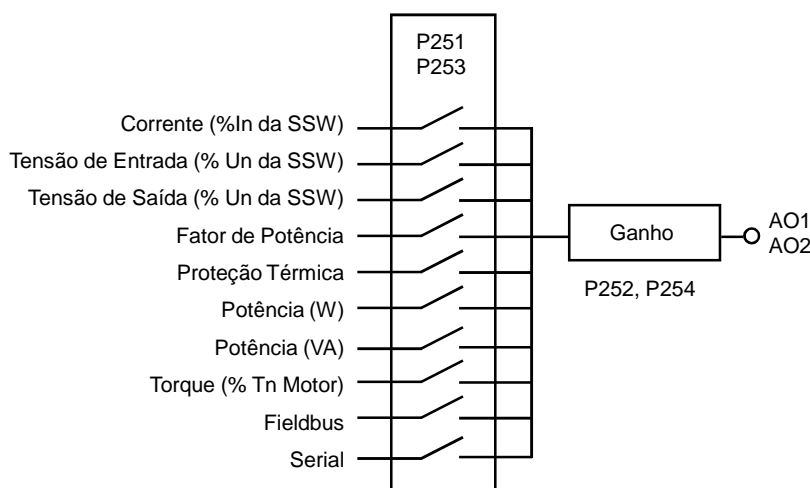 P251
P253
Corrente (%In da SSW)
Tensão de Entrada (% Un da SSW)
Tensão de Saída (% Un da SSW)
Fator de Potência
Proteção Térmica
Potência (W)
Potência (VA)
Torque (% Tn Motor)
Fieldbus
Serial
Ganho
P252, P254
AO1
AO2